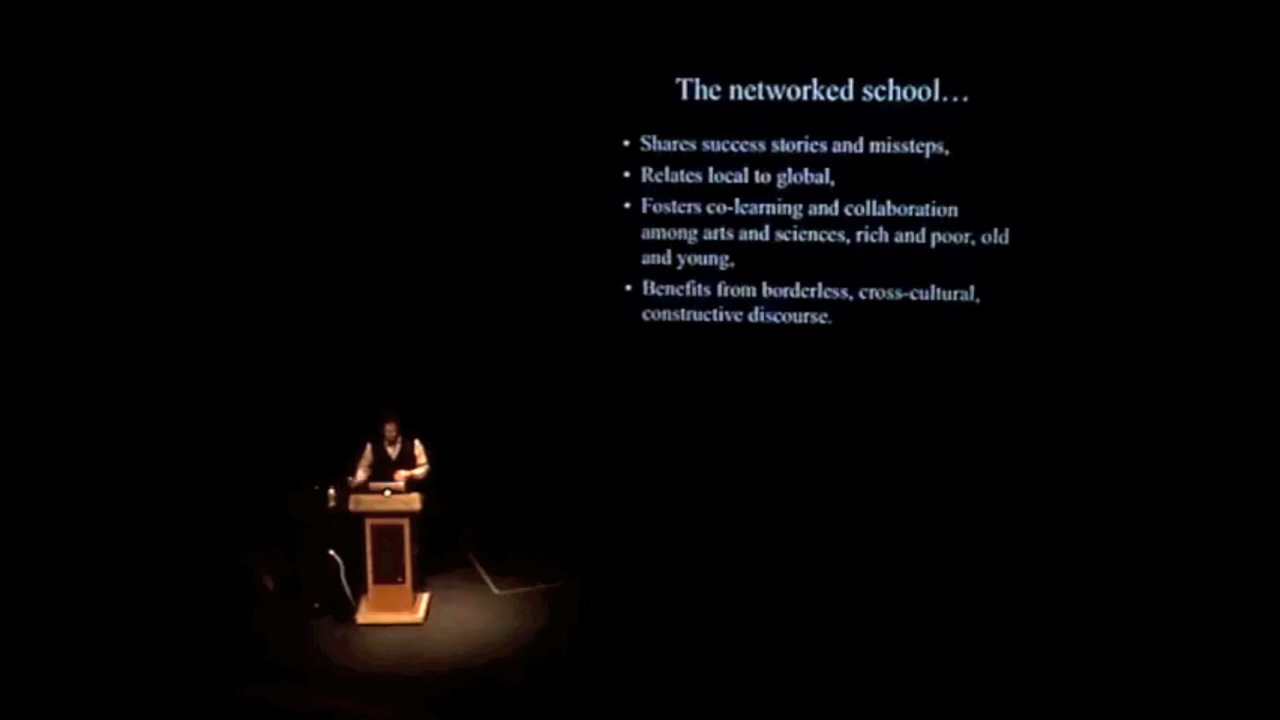 The networked school…
• Shares success stories and missteps,
• Relates local to global,
• Fosters co-learning and collaboration
among arts and sciences, rich and poor, old
and young,
• Benefits from borderless, cross-cultural,
constructive discourse.